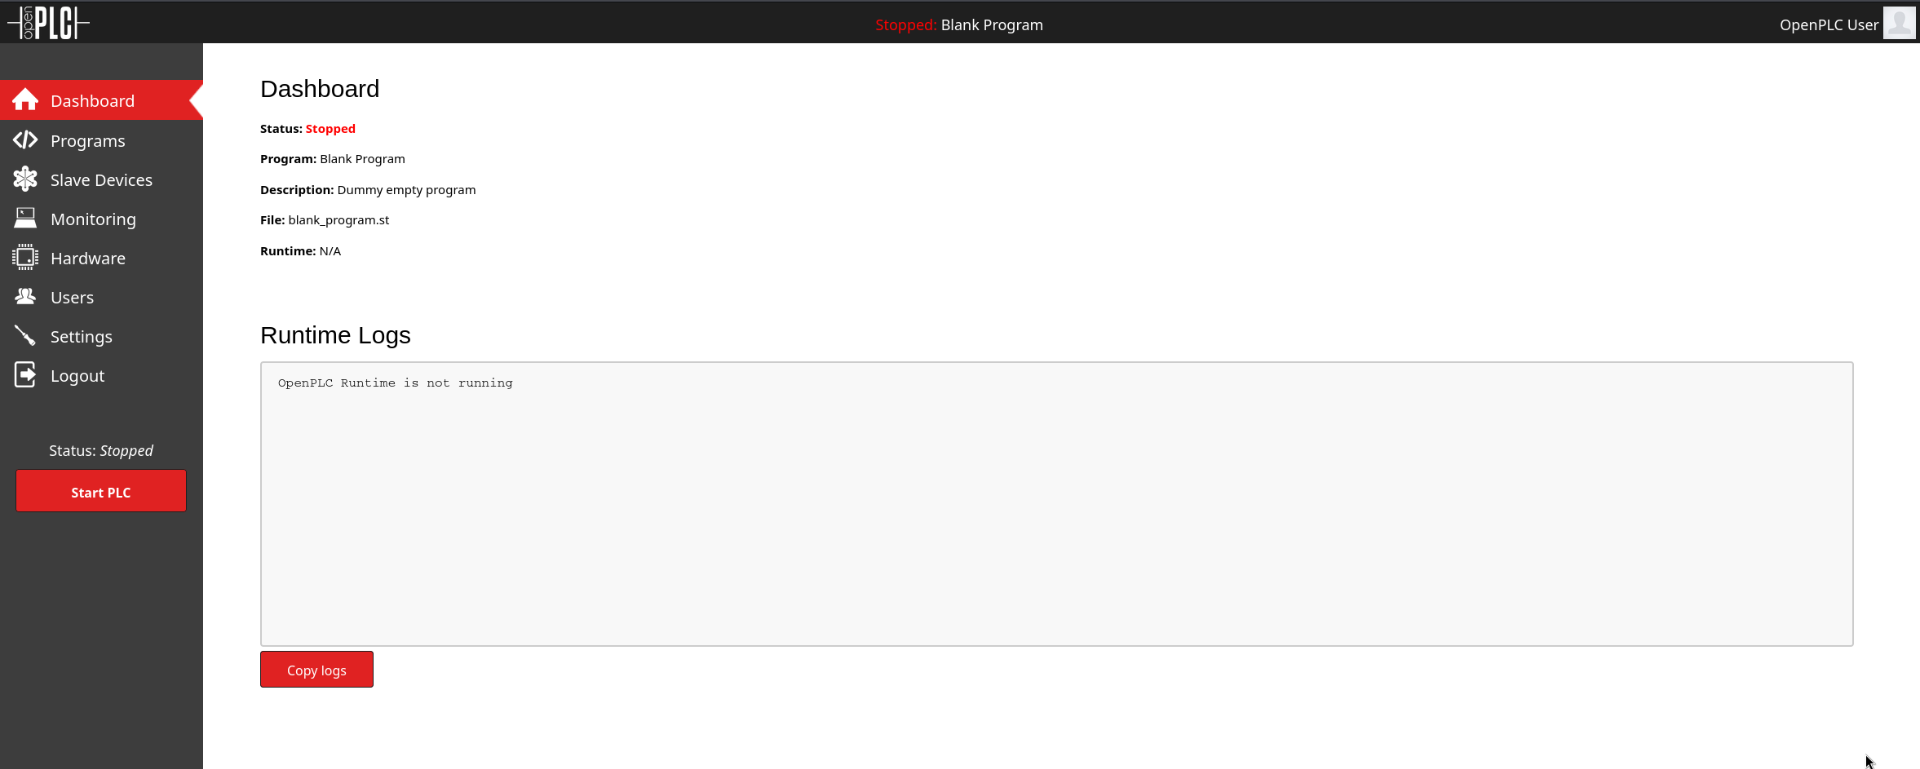 open PLC
Stopped: Blank Program
OpenPLC User
Dashboard
Programs
Slave Devices
Monitoring
Hardware
Users
Settings
Logout
Status: Stopped
Start PLC
Dashboard
Status: Stopped
Program: Blank Program
Description: Dummy empty program
File: blank_program.st
Runtime: N/A
Runtime Logs
OpenPLC Runtime is not running
Copy logs